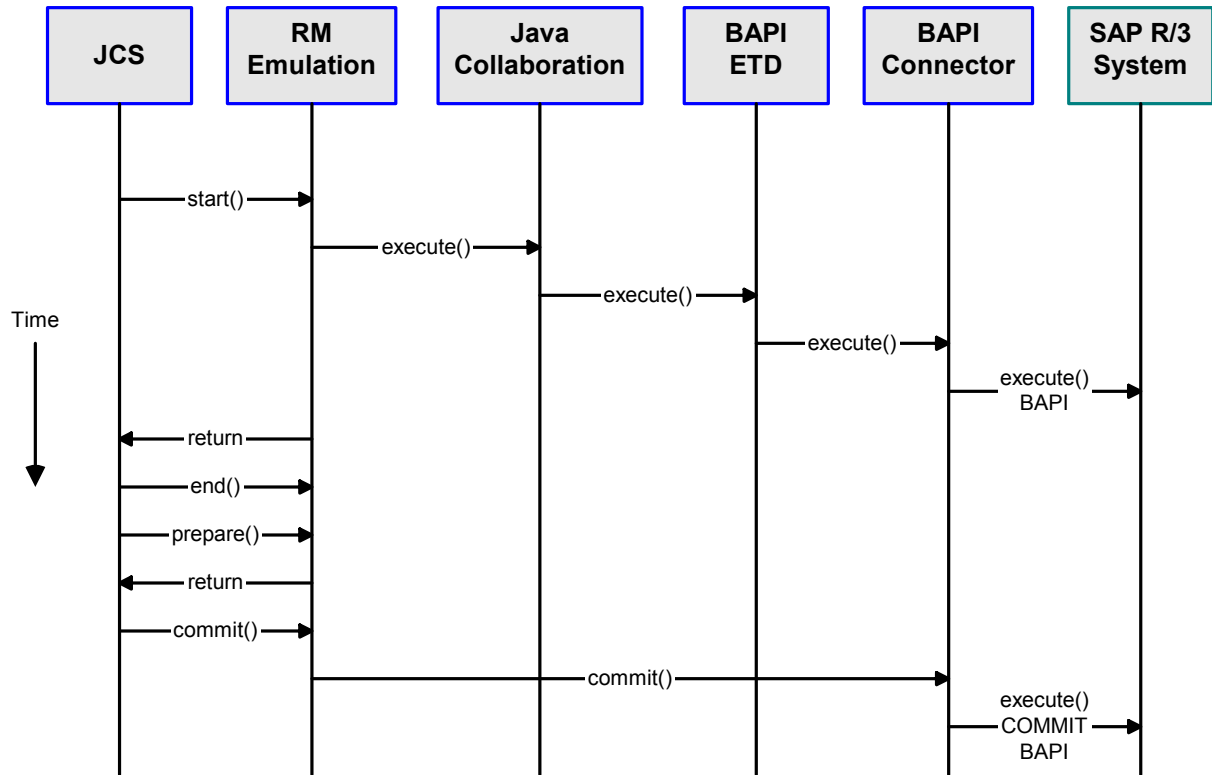 JCS
RM
Emulation
Java
Collaboration
BAPI
ETD
BAPI
Connector
SAP R/3
System
start()
execute()
execute()
Time
execute()
execute()
BAPI
return
end()
prepare()
return
commit()
commit()
execute()
COMMIT
BAPI